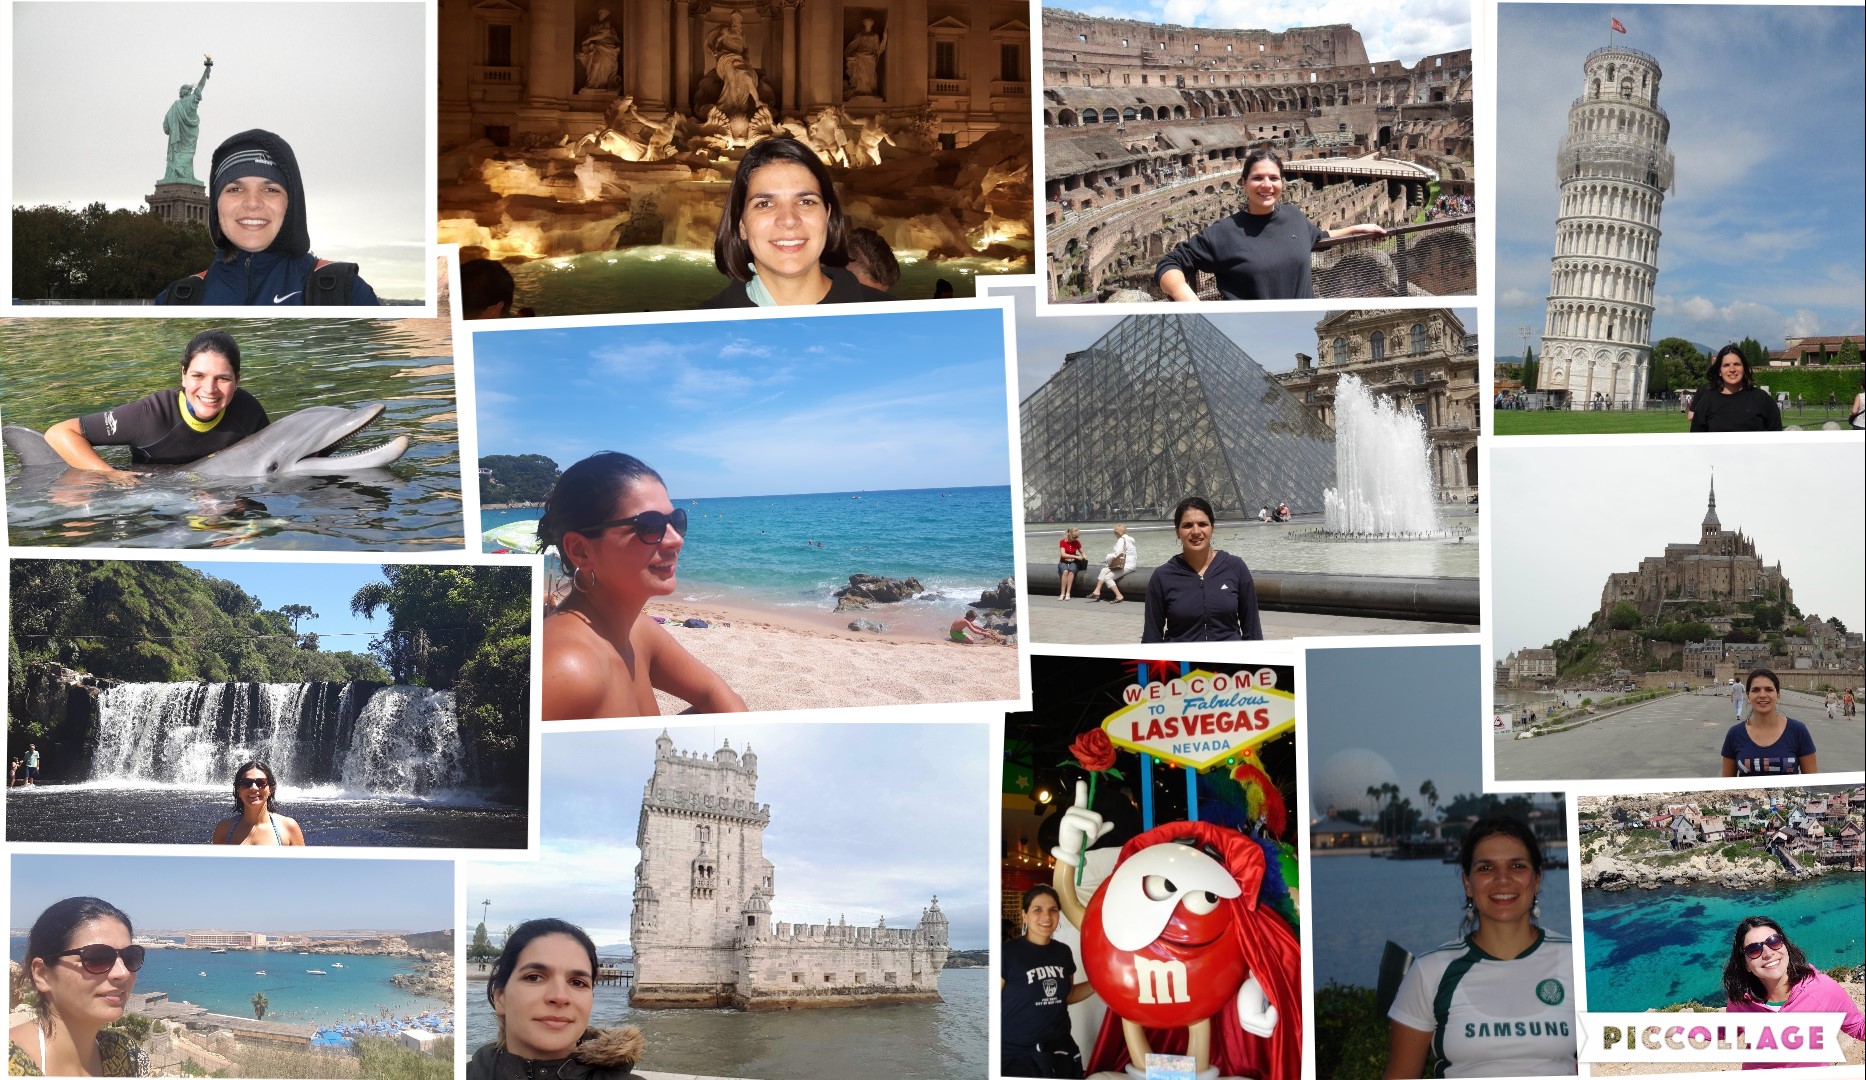 WELCOME
TO Fabulous
LAS VEGAS
NEVADA
FDNY
m
SAMSUNG
PICCOLLAGE